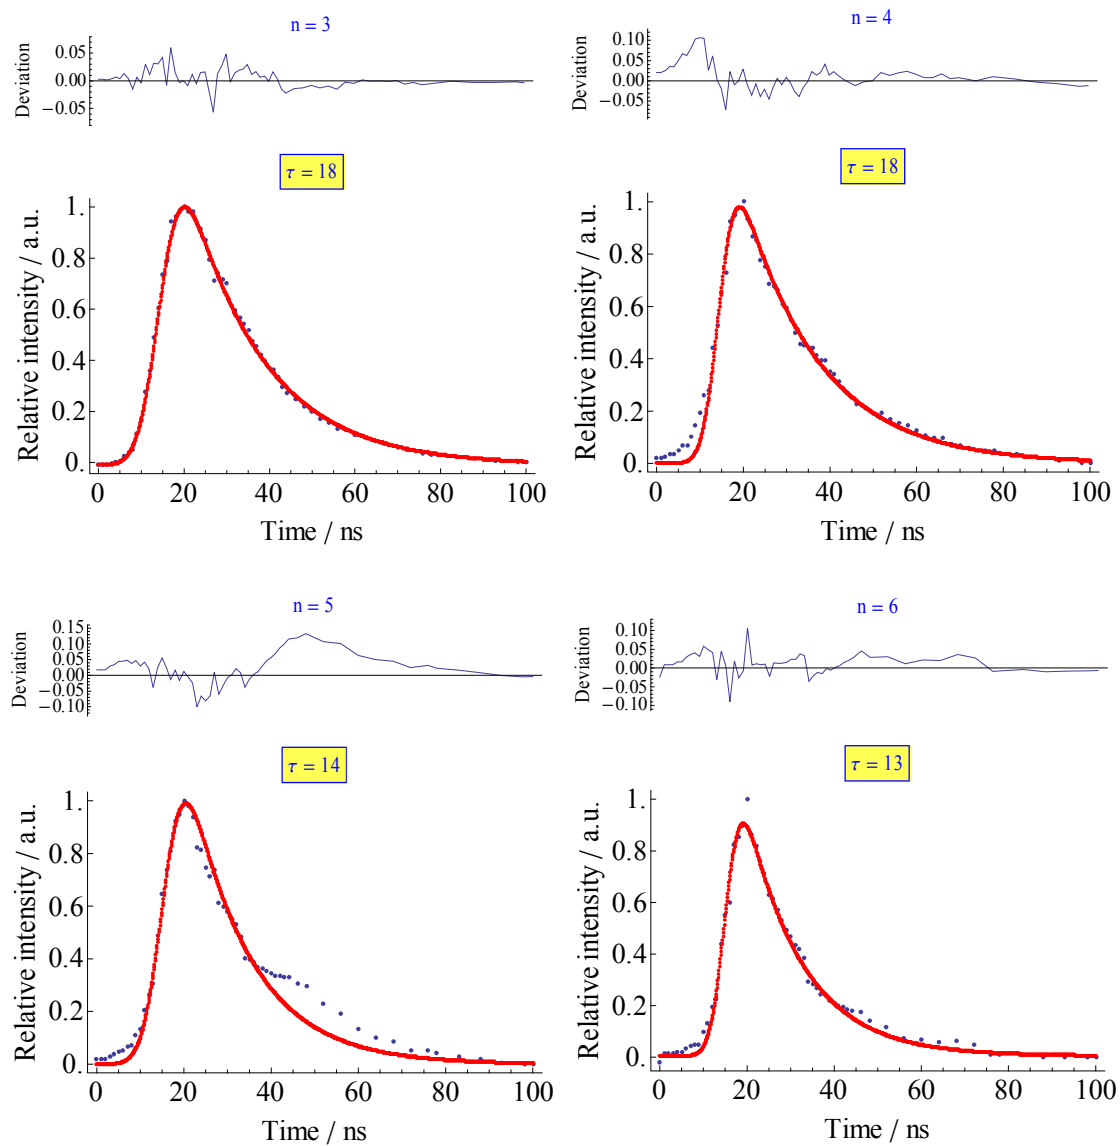 n = 3
Deviation
0.05
0.00
−0.05
τ = 18
Relative intensity / a.u.
1.
0.8
0.6
0.4
0.2
0.
0 20 40 60 80 100
Time / ns
n = 4
Deviation
0.10
0.05
0.00
−0.05
τ = 18
Relative intensity / a.u.
1.
0.8
0.6
0.4
0.2
0.
0 20 40 60 80 100
Time / ns
n = 5
Deviation
0.15
0.10
0.05
0.00
−0.05
−0.10
τ = 14
Relative intensity / a.u.
1.
0.8
0.6
0.4
0.2
0.
0 20 40 60 80 100
Time / ns
n = 6
Deviation
0.10
0.05
0.00
−0.05
−0.10
τ = 13
Relative intensity / a.u.
1.
0.8
0.6
0.4
0.2
0.
0 20 40 60 80 100
Time / ns